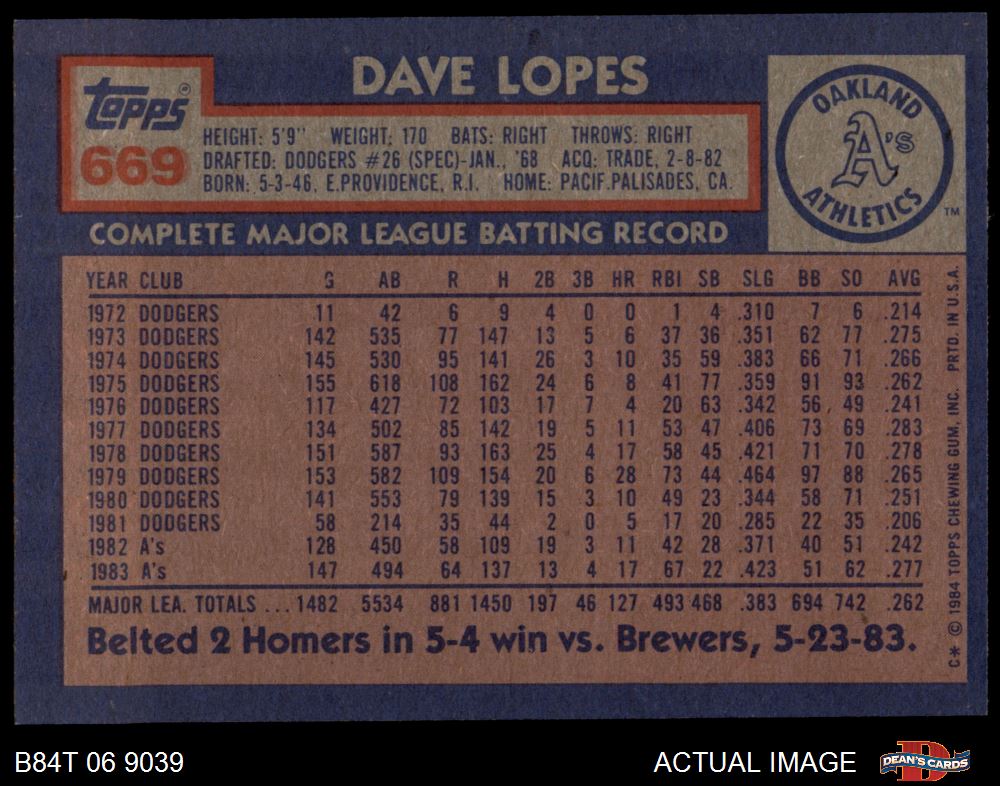 DAVE LOPES
topps®
669
HEIGHT: 5'9" WEIGHT: 170 BATS: RIGHT THROWS: RIGHT
DRAFTED: DODGERS #26 (SPEC)-JAN., '68 ACQ: TRADE, 2-8-82
BORN: 5-3-46, E.PROVIDENCE, R.I. HOME: PACIF.PALISADES, CA.
OAKLAND
A's
ATHLETICS
TM
COMPLETE MAJOR LEAGUE BATTING RECORD
YEAR CLUB G AB R H 2B 3B HR RBI SB SLG BB SO AVG
1972 DODGERS 11 42 6 9 4 0 0 1 4 .310 7 6 .214
1973 DODGERS 142 535 77 147 13 5 6 37 36 .351 62 77 .275
1974 DODGERS 145 530 95 141 26 3 10 35 59 .383 66 71 .266
1975 DODGERS 155 618 108 162 24 6 8 41 77 .359 91 93 .262
1976 DODGERS 117 427 72 103 17 7 4 20 63 .342 56 49 .241
1977 DODGERS 134 502 85 142 19 5 11 53 47 .406 73 69 .283
1978 DODGERS 151 587 93 163 25 4 17 58 45 .421 71 70 .278
1979 DODGERS 153 582 109 154 20 6 28 73 44 .464 97 88 .265
1980 DODGERS 141 553 79 139 15 3 10 49 23 .344 58 71 .251
1981 DODGERS 58 214 35 44 2 0 5 17 20 .285 22 35 .206
1982 A's 128 450 58 109 19 3 11 42 28 .371 40 51 .242
1983 A's 147 494 64 137 13 4 17 67 22 .423 51 62 .277
MAJOR LEA. TOTALS ... 1482 5534 881 1450 197 46 127 493 468 .383 694 742 .262
Belted 2 Homers in 5-4 win vs. Brewers, 5-23-83.
C* © 1984 TOPPS CHEWING GUM, INC. PRTD. IN U.S.A.
B84T 06 9039
ACTUAL IMAGE
D
DEAN'S CARDS